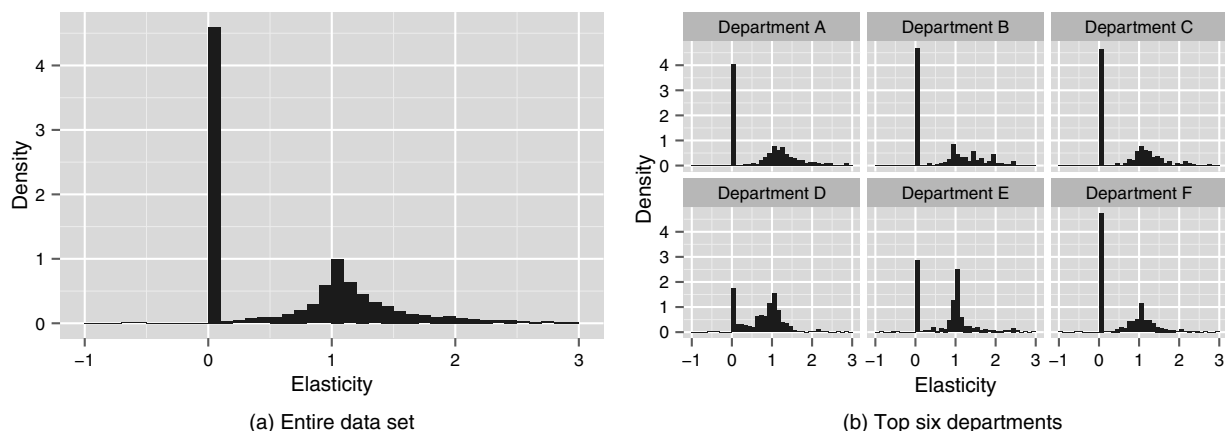 Density
4
3
2
1
0
−1 0 1 2 3
Elasticity
(a) Entire data set
Density
Department A Department B Department C
4
3
2
1
0
Department D Department E Department F
4
3
2
1
0
−1 0 1 2 3 −1 0 1 2 3 −1 0 1 2 3
Elasticity
(b) Top six departments